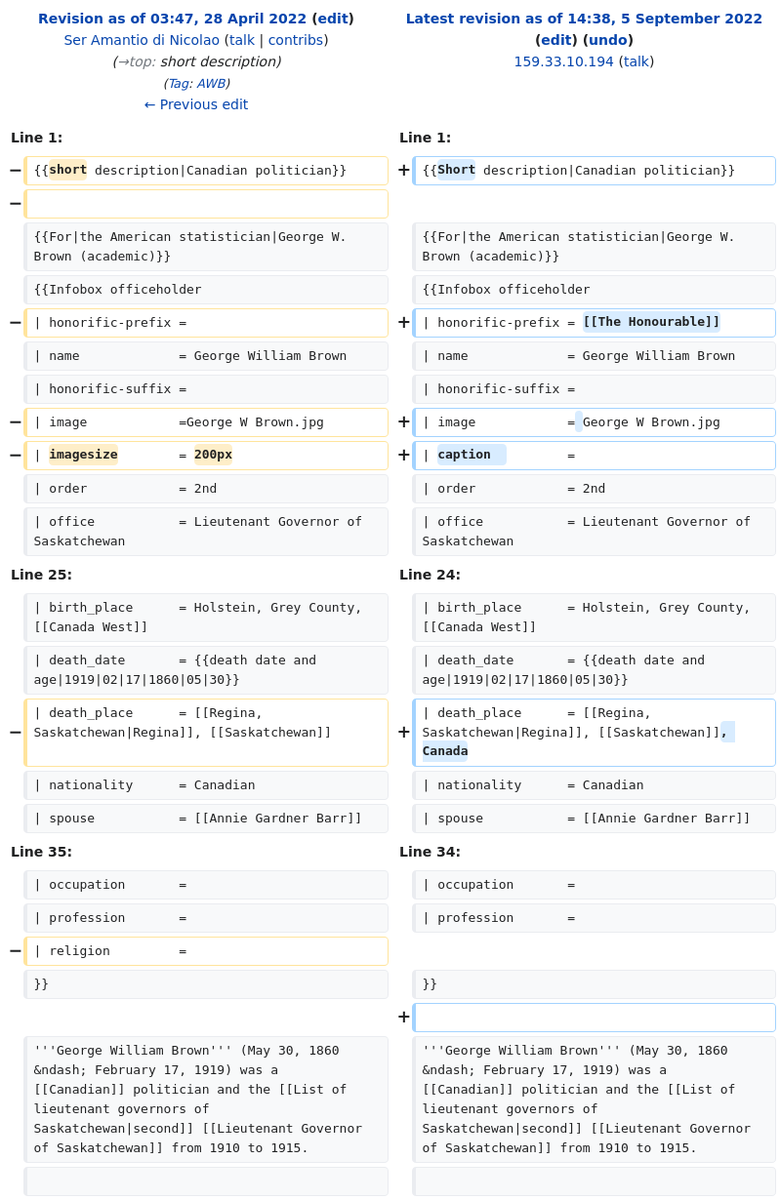 Revision as of 03:47, 28 April 2022 (edit)
Ser Amantio di Nicolao (talk | contribs)
(→top: short description)
(Tag: AWB)
← Previous edit
Latest revision as of 14:38, 5 September 2022
(edit) (undo)
159.33.10.194 (talk)
Line 1:
Line 1:
− {{short description|Canadian politician}}
+ {{Short description|Canadian politician}}
−
{{For|the American statistician|George W.
Brown (academic)}}
{{For|the American statistician|George W.
Brown (academic)}}
{{Infobox officeholder
{{Infobox officeholder
− | honorific-prefix =
+ | honorific-prefix = [[The Honourable]]
| name = George William Brown
| name = George William Brown
| honorific-suffix =
| honorific-suffix =
− | image =George W Brown.jpg
+ | image = George W Brown.jpg
− | imagesize = 200px
+ | caption =
| order = 2nd
| order = 2nd
| office = Lieutenant Governor of
Saskatchewan
| office = Lieutenant Governor of
Saskatchewan
Line 25:
Line 24:
| birth_place = Holstein, Grey County,
[[Canada West]]
| birth_place = Holstein, Grey County,
[[Canada West]]
| death_date = {{death date and
age|1919|02|17|1860|05|30}}
| death_date = {{death date and
age|1919|02|17|1860|05|30}}
| death_place = [[Regina,
− Saskatchewan|Regina]], [[Saskatchewan]]
| death_place = [[Regina,
+ Saskatchewan|Regina]], [[Saskatchewan]],
Canada
| nationality = Canadian
| nationality = Canadian
| spouse = [[Annie Gardner Barr]]
| spouse = [[Annie Gardner Barr]]
Line 35:
Line 34:
| occupation =
| occupation =
| profession =
| profession =
− | religion =
}}
}}
+
'''George William Brown''' (May 30, 1860
&ndash; February 17, 1919) was a
[[Canadian]] politician and the [[List of
lieutenant governors of
Saskatchewan|second]] [[Lieutenant Governor
of Saskatchewan]] from 1910 to 1915.
'''George William Brown''' (May 30, 1860
&ndash; February 17, 1919) was a
[[Canadian]] politician and the [[List of
lieutenant governors of
Saskatchewan|second]] [[Lieutenant Governor
of Saskatchewan]] from 1910 to 1915.